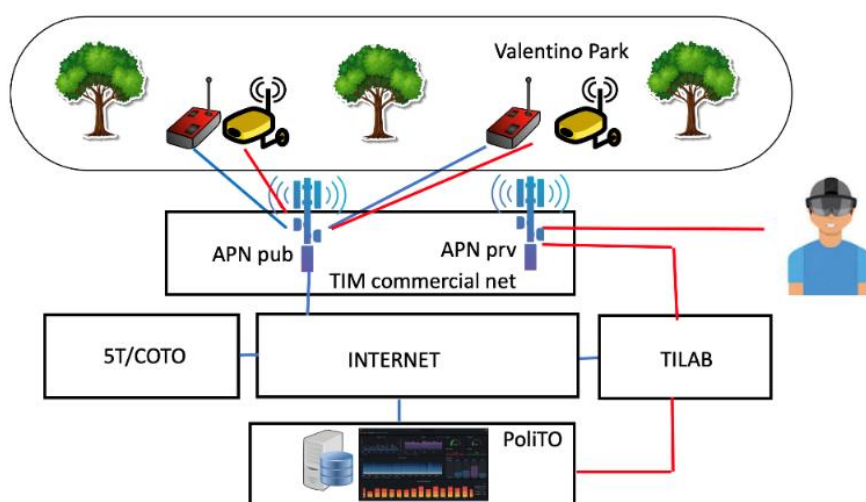 Valentino Park
APN pub
APN prv
TIM commercial net
5T/COTO
INTERNET
TILAB
PoliTO